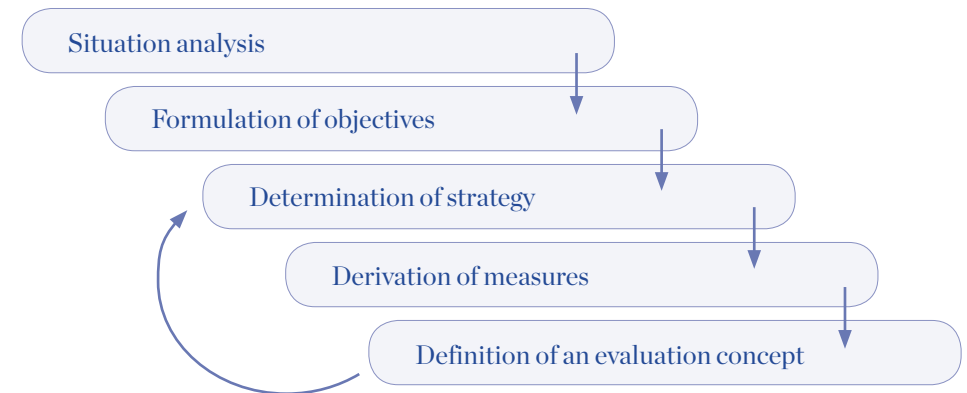 Situation analysis
Formulation of objectives
Determination of strategy
Derivation of measures
Definition of an evaluation concept